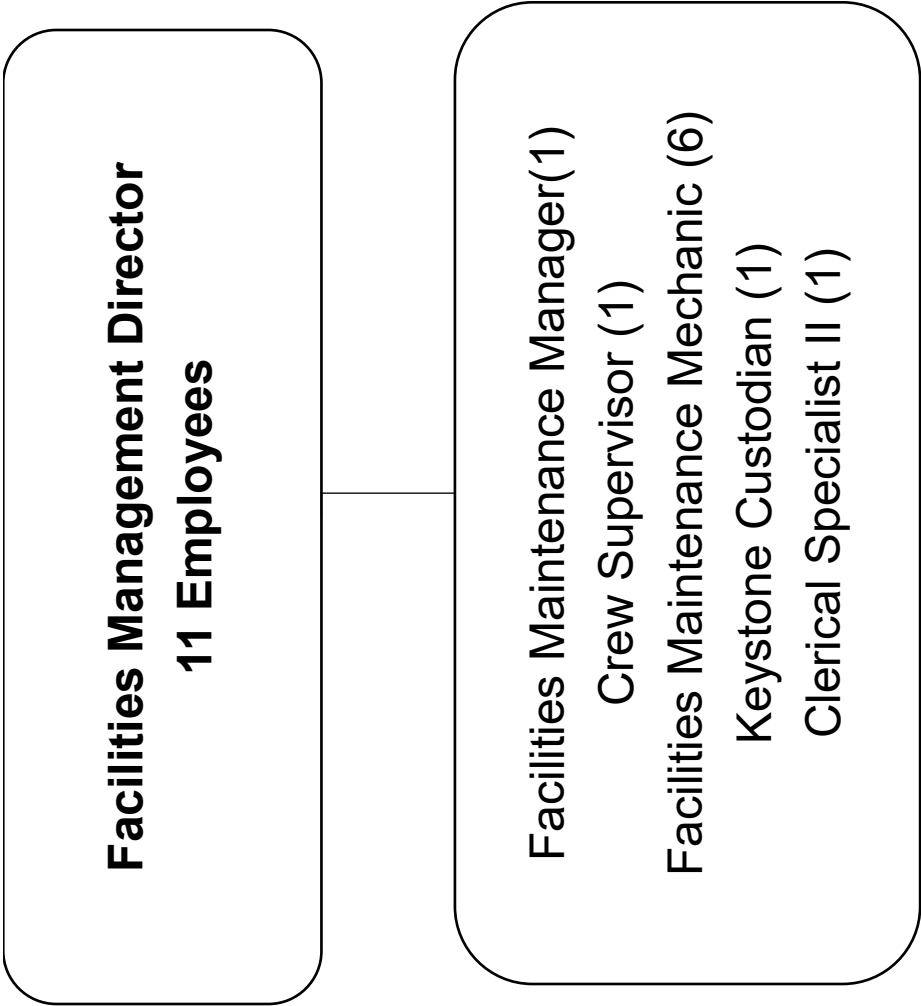 Facilities Management Director
11 Employees
Facilities Maintenance Manager(1)
Crew Supervisor (1)
Facilities Maintenance Mechanic (6)
Keystone Custodian (1)
Clerical Specialist II (1)